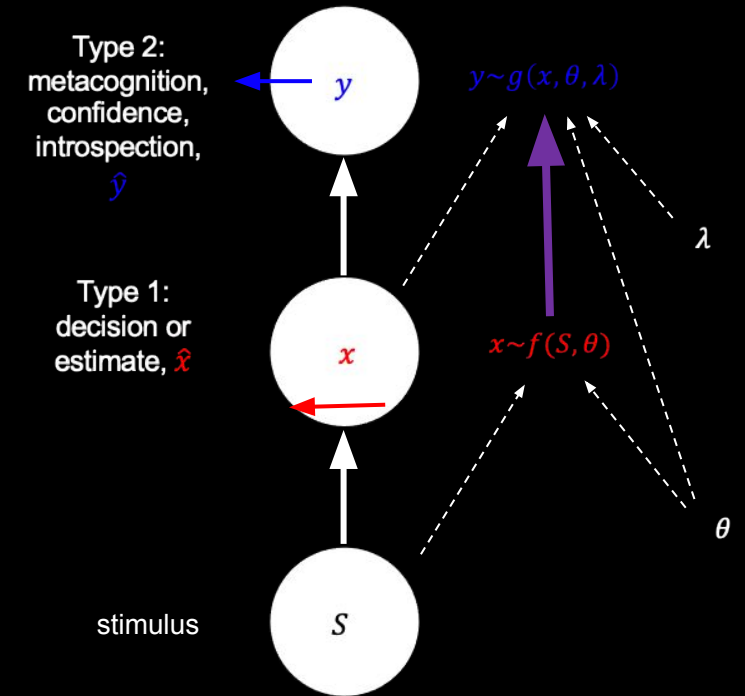 Type 2:
metacognition,
confidence,
introspection,
ŷ
y
y~g(x, θ, λ)
λ
Type 1:
decision or
estimate, x̂
x
x~f(S, θ)
θ
stimulus
S